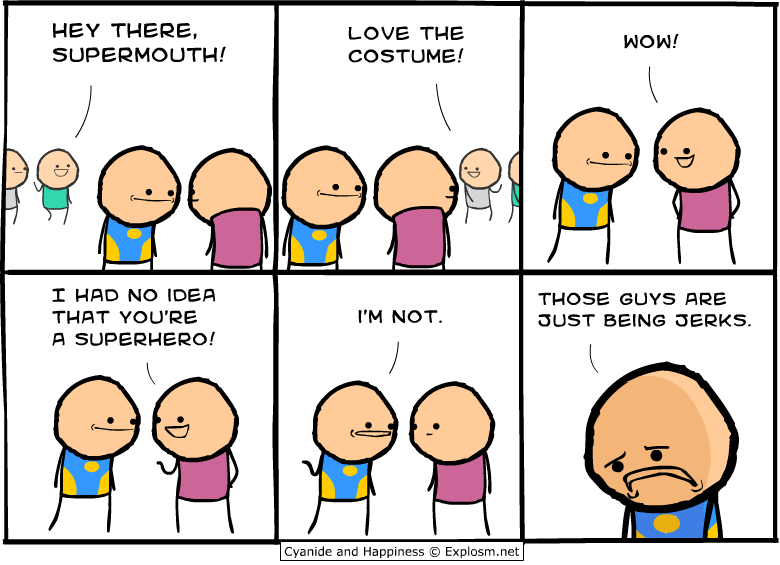 HEY THERE,
SUPERMOUTH!
LOVE THE
COSTUME!
WOW!
I HAD NO IDEA
THAT YOU'RE
A SUPERHERO!
I'M NOT.
THOSE GUYS ARE
JUST BEING JERKS.
Cyanide and Happiness © Explosm.net